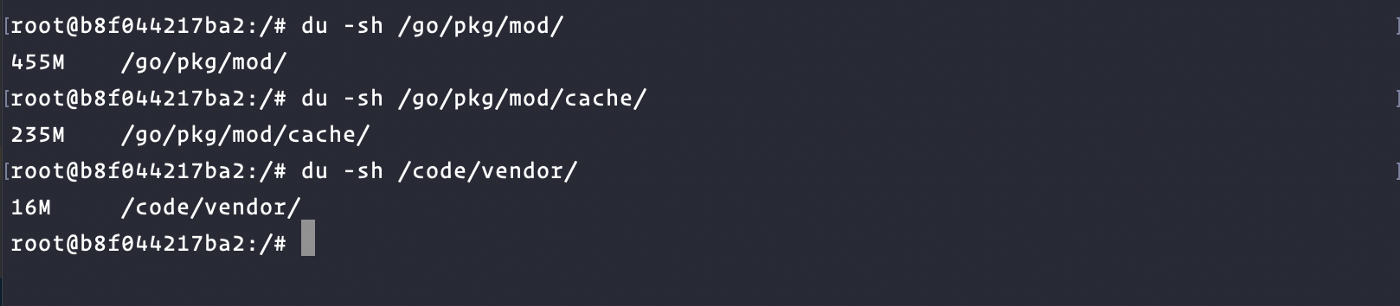 [root@b8f044217ba2:/# du -sh /go/pkg/mod/ ]
455M    /go/pkg/mod/
[root@b8f044217ba2:/# du -sh /go/pkg/mod/cache/ ]
235M    /go/pkg/mod/cache/
[root@b8f044217ba2:/# du -sh /code/vendor/ ]
16M     /code/vendor/
root@b8f044217ba2:/#